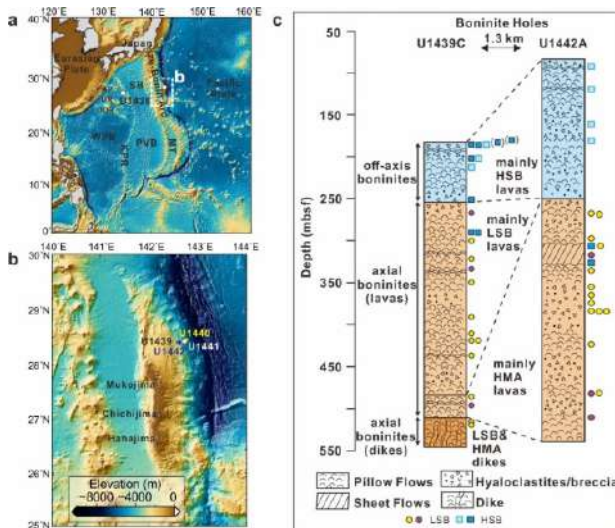 a
130°E 140°E 150°E
40°N
30°N
20°N
10°N
0°
Eurasian
Plate
Japan
SB
U1438
b
Pacific
Plate
WPB
KPR
PVB
MT
b
140°E 141°E 142°E 143°E 144°E
30°N
29°N
28°N
27°N
26°N
25°N
U1440
U1439
U1441
U1442
Mukojima
Chichijima
Hahajima
Elevation (m)
−8000 −4000 0
c
Boninite Holes
U1439C 1.3 km U1442A
Depth (mbsf)
50
150
250
350
450
550
off-axis
boninites
axial
boninites
(lavas)
axial
boninites
(dikes)
mainly
HSB
lavas
mainly
LSB
lavas
mainly
HMA
lavas
LSB&
HMA
dikes
Pillow Flows
Hyaloclastites/breccia
Sheet Flows
Dike
LSB
HSB